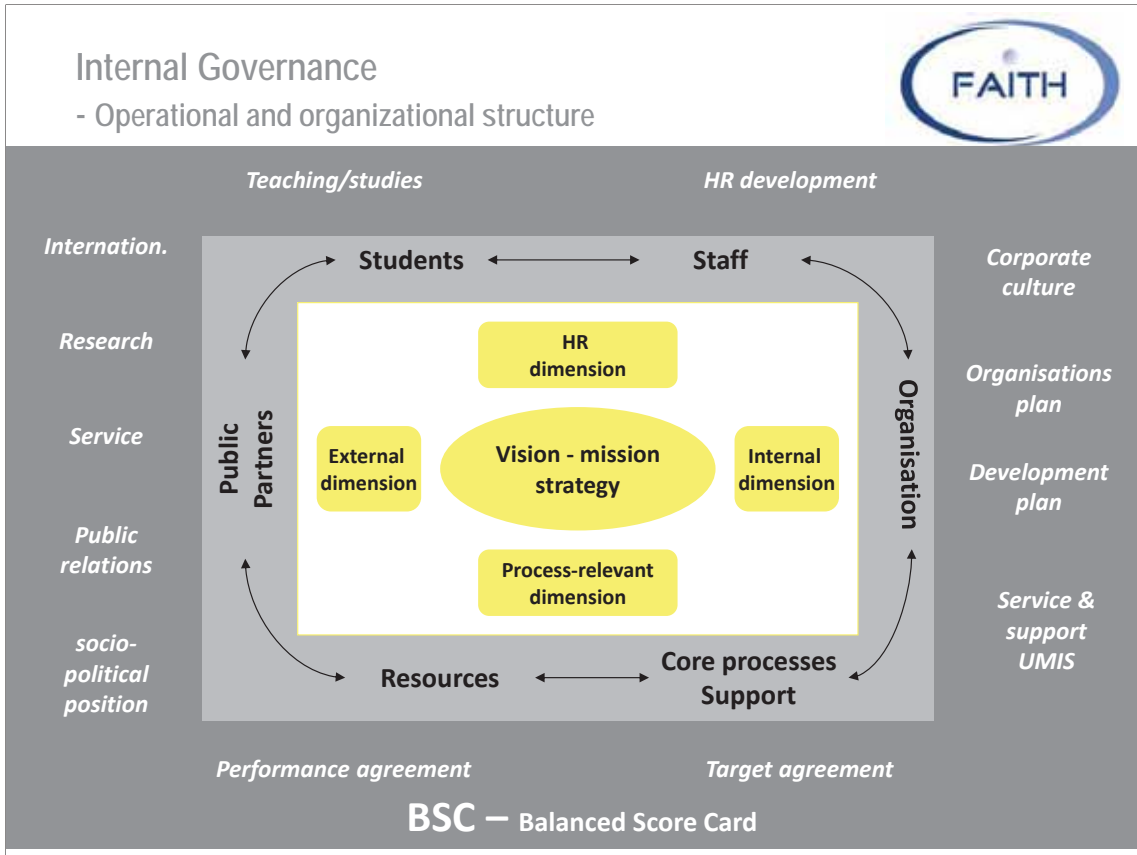 Internal Governance
- Operational and organizational structure
FAITH
Teaching/studies
HR development
Internation.
Research
Service
Public
relations
socio-
political
position
Students
Staff
Public
Partners
HR
dimension
External
dimension
Vision - mission
strategy
Internal
dimension
Process-relevant
dimension
Organisation
Resources
Core processes
Support
Corporate
culture
Organisations
plan
Development
plan
Service &
support
UMIS
Performance agreement
Target agreement
BSC – Balanced Score Card